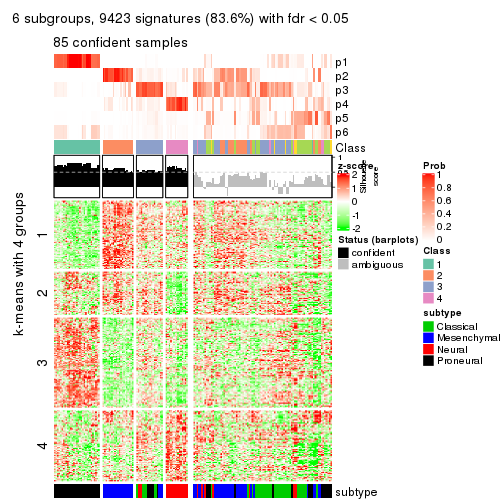 6 subgroups, 9423 signatures (83.6%) with fdr < 0.05
85 confident samples
p1
p2
p3
p4
p5
p6
Class
1
0
z-score
2
1
0
-1
-2
Silhouette
score
Status (barplots)
confident
ambiguous
Prob
1
0.8
0.6
0.4
0.2
0
Class
1
2
3
4
subtype
Classical
Mesenchymal
Neural
Proneural
k-means with 4 groups
1
2
3
4
subtype